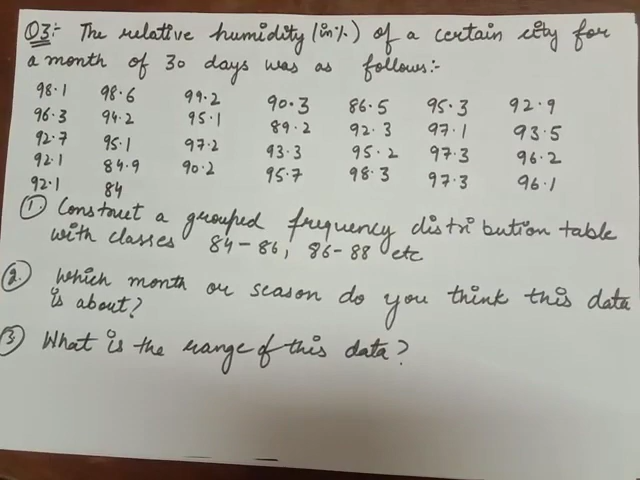 Q3:- The relative humidity (in %) of a certain city for
a month of 30 days was as follows:-
98.1 98.6 99.2 90.3 86.5 95.3 92.9
96.3 94.2 95.1 89.2 92.3 97.1 93.5
92.7 95.1 97.2 93.3 95.2 97.3 96.2
92.1 84.9 90.2 95.7 98.3 97.3 96.1
92.1 84
① Construct a grouped frequency distribution table
with classes 84-86, 86-88 etc
② Which month or season do you think this data
is about?
③ What is the range of this data?